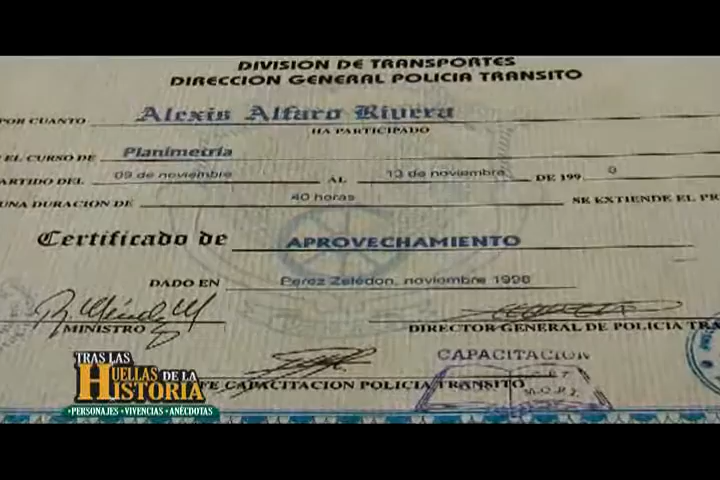 DIVISION DE TRANSPORTES
DIRECCION GENERAL POLICIA TRANSITO
POR CUANTO Alexis Alfaro Rivera
HA PARTICIPADO
EL CURSO DE Planimetría
PARTIDO DEL 09 de noviembre AL 13 de noviembre DE 199
UNA DURACION DE 40 horas SE EXTIENDE EL PR
Certificado de APROVECHAMIENTO
DADO EN Perez Zeledon, noviembre 1998
MINISTRO DIRECTOR GENERAL DE POLICIA TRA
CAPACITACION
CAPACITACION POLICIA TRANSITO
M.O.P.T.
TRAS LAS
HUELLAS DE LA
HISTORIA
•PERSONAJES •VIVENCIAS •ANÉCDOTAS